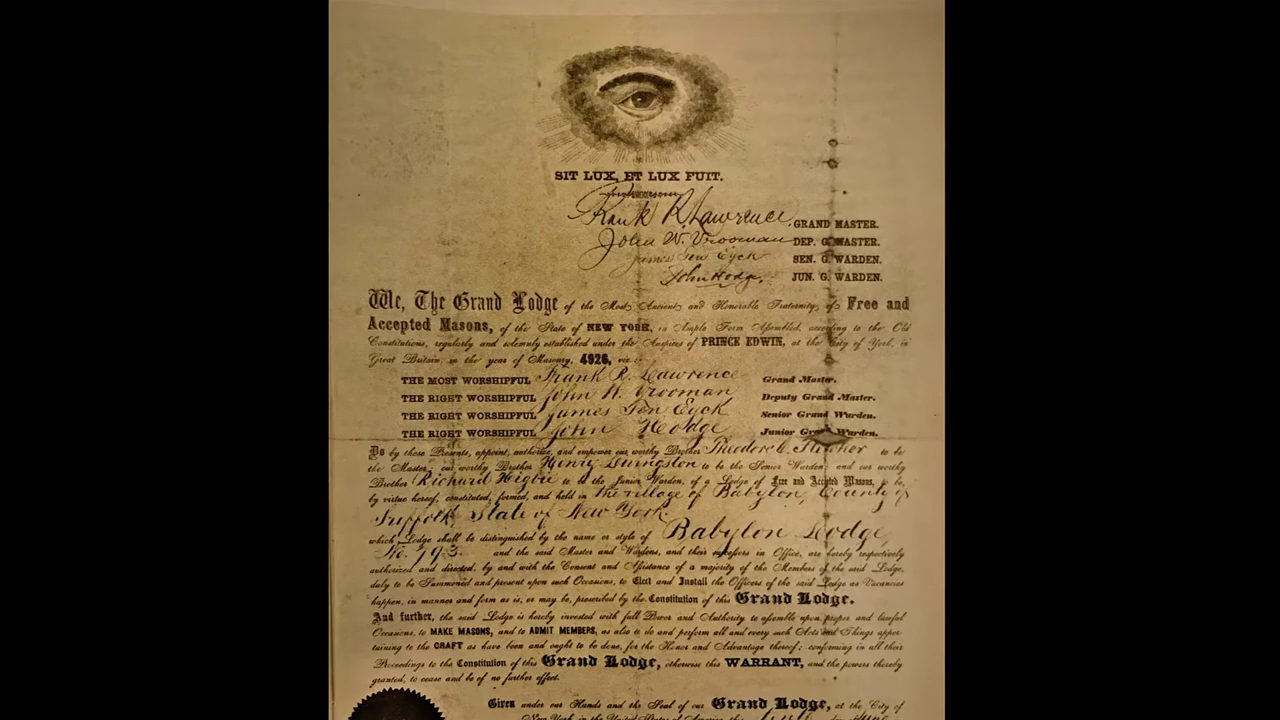 SIT LUX, ET LUX FUIT.
Frank R. Lawrence GRAND MASTER.
John W. Vrooman DEP. G. MASTER.
James Ten Eyck SEN. G. WARDEN.
John Hodge. JUN. G. WARDEN.
We, The Grand Lodge of the Most Ancient and Honorable Fraternity of Free and
Accepted Masons, of the State of NEW YORK, in Ample Form Assembled, according to the Old
Constitutions, regularly and solemnly established under the Auspices of PRINCE EDWIN, at the City of York, in
Great Britain, in the year of Masonry, 4926, viz:
THE MOST WORSHIPFUL Frank R. Lawrence Grand Master.
THE RIGHT WORSHIPFUL John W. Vrooman Deputy Grand Master.
THE RIGHT WORSHIPFUL James Ten Eyck Senior Grand Warden.
THE RIGHT WORSHIPFUL John Hodge Junior Grand Warden.
Do by these Presents, appoint, authorize, and empower our worthy Brother Theodore C. to be
the Master; our worthy Brother Henry Livingston to be the Senior Warden; and our worthy
Brother Richard Higbie to be the Junior Warden, of a Lodge of Free and Accepted Masons, to be,
by virtue hereof, constituted, formed, and held in the village of Babylon, County of
Suffolk State of New York.
which Lodge shall be distinguished by the name or style of Babylon Lodge,
No. 793. and the said Master and Wardens, and their successors in Office, are hereby respectively
authorized and directed, by and with the Consent and Assistance of a majority of the Members of the said Lodge,
duly to be Summoned and present upon such Occasions, to Elect and Install the Officers of the said Lodge as Vacancies
happen, in manner and form as is, or may be, prescribed by the Constitution of this Grand Lodge.
And further, the said Lodge is hereby invested with full Power and Authority to assemble upon proper and lawful
Occasions, to MAKE MASONS, and to ADMIT MEMBERS, as also to do and perform all and every such Acts and Things apper-
taining to the CRAFT as have been and ought to be done, for the Honor and Advantage thereof; conforming in all their
Proceedings to the Constitution of this Grand Lodge, otherwise this WARRANT, and the powers thereby
granted, to cease and be of no further effect.
Given under our Hands and the Seal of our Grand Lodge, at the City of
New York, in the United States of America, this